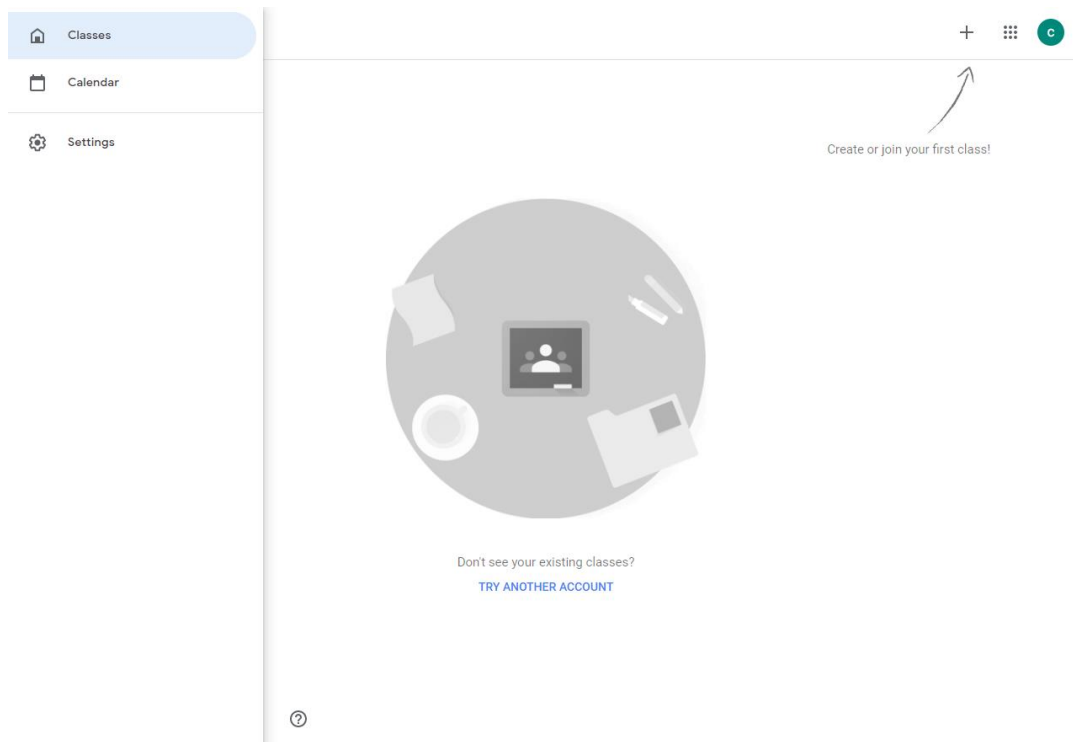 Classes
Calendar
Settings
C
Create or join your first class!
Don't see your existing classes?
TRY ANOTHER ACCOUNT